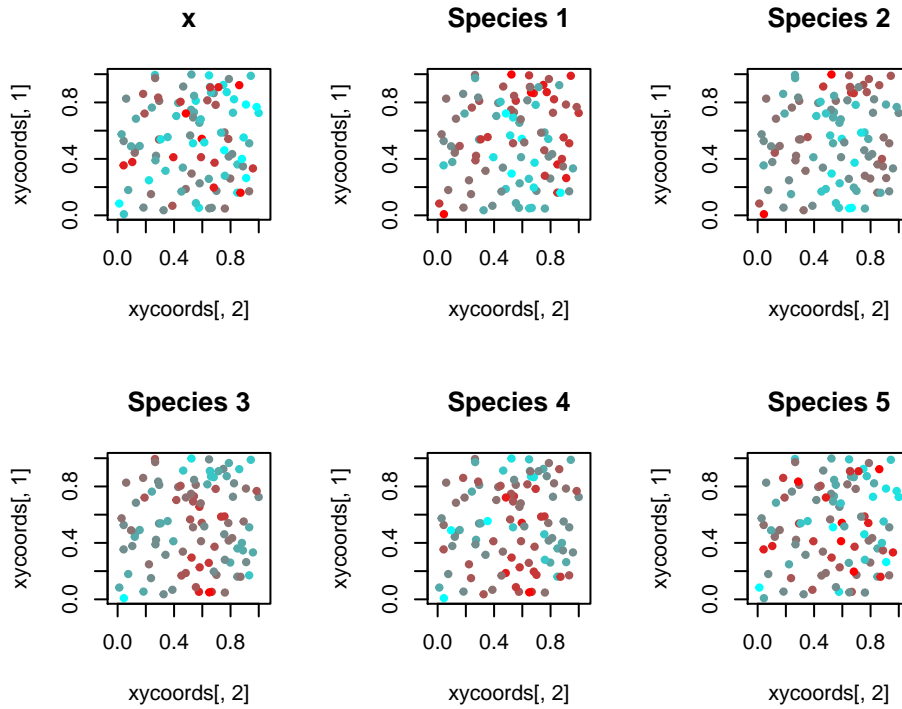 x
xycoords[, 1]
0.0 0.4 0.8
0.0 0.4 0.8
xycoords[, 2]
Species 1
xycoords[, 1]
0.0 0.4 0.8
0.0 0.4 0.8
xycoords[, 2]
Species 2
xycoords[, 1]
0.0 0.4 0.8
0.0 0.4 0.8
xycoords[, 2]
Species 3
xycoords[, 1]
0.0 0.4 0.8
0.0 0.4 0.8
xycoords[, 2]
Species 4
xycoords[, 1]
0.0 0.4 0.8
0.0 0.4 0.8
xycoords[, 2]
Species 5
xycoords[, 1]
0.0 0.4 0.8
0.0 0.4 0.8
xycoords[, 2]